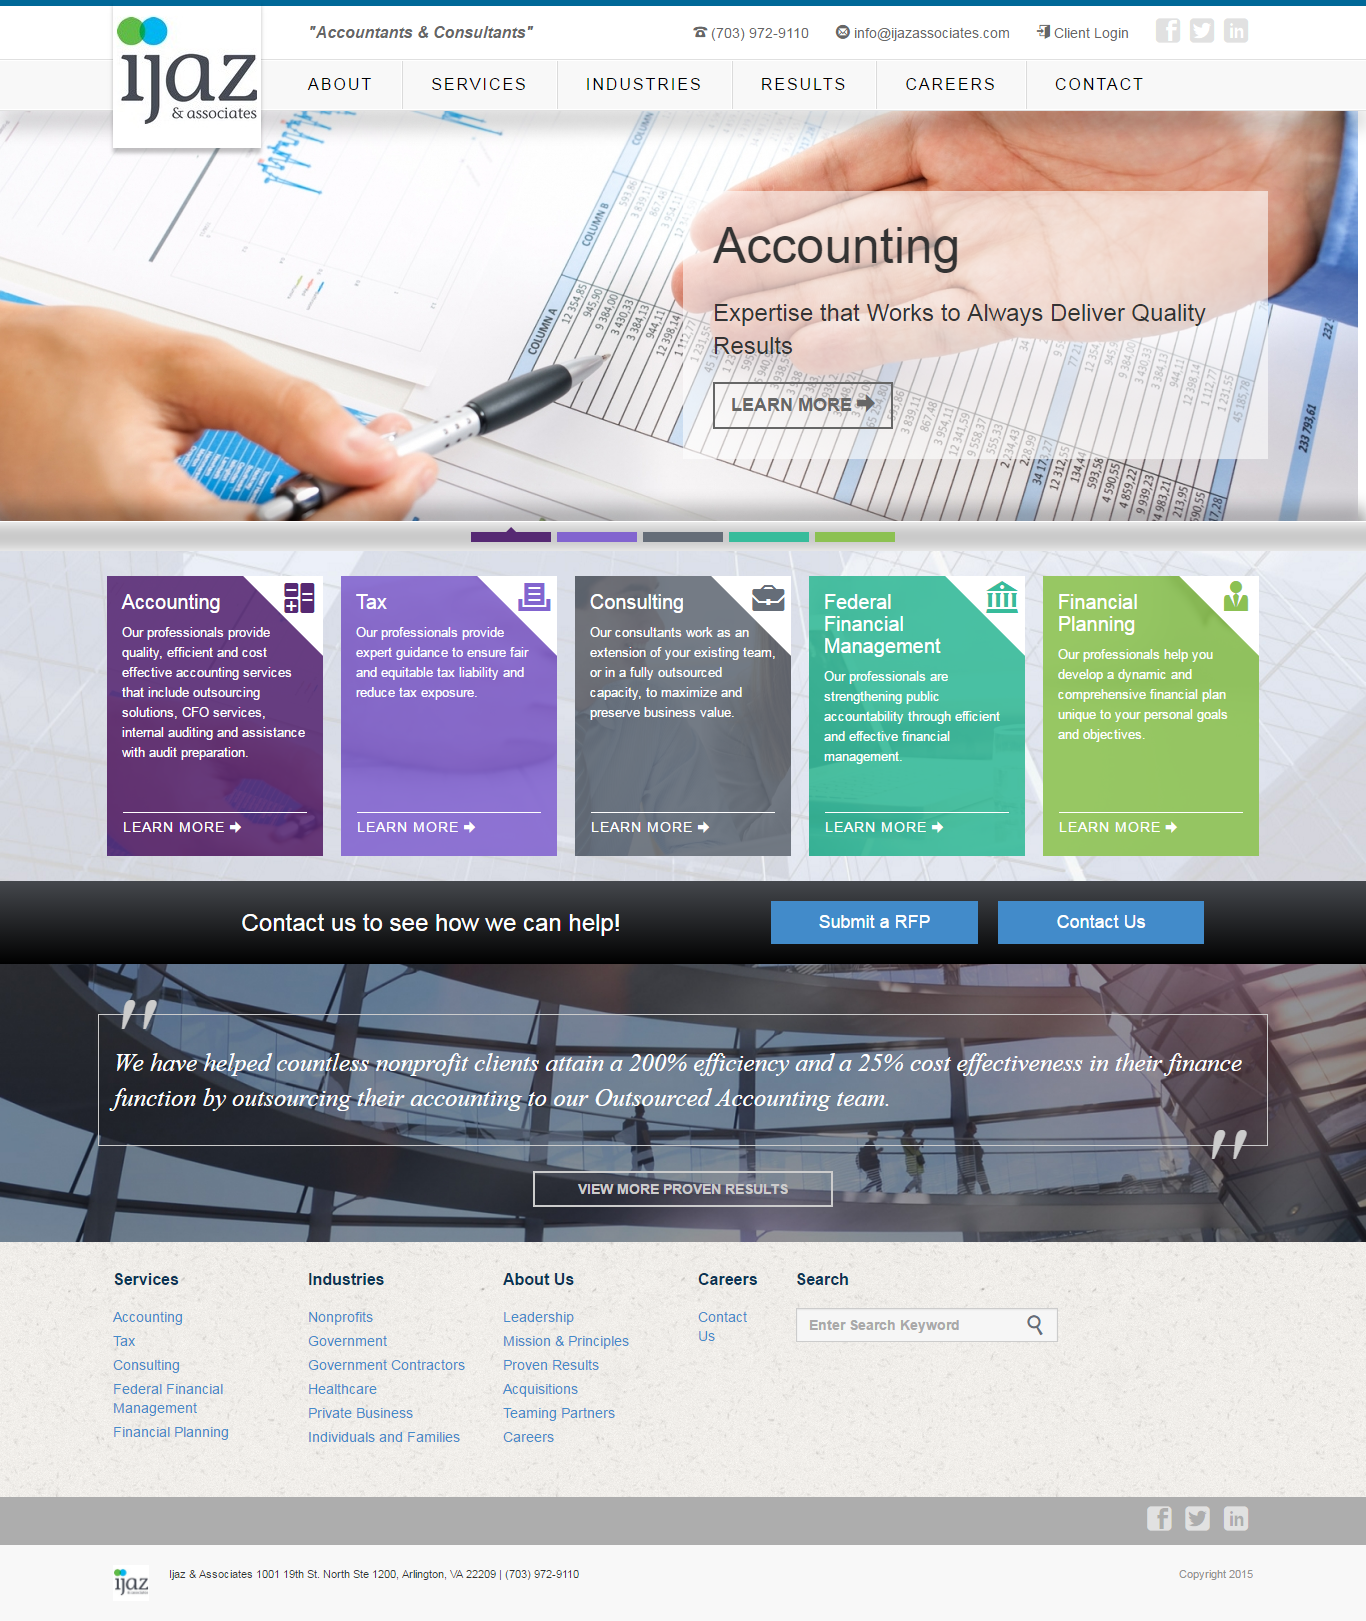 ijaz
& associates
"Accountants & Consultants"
(703) 972-9110
info@ijazassociates.com
Client Login
ABOUT
SERVICES
INDUSTRIES
RESULTS
CAREERS
CONTACT
COLUMN A
COLUMN B
Accounting
Expertise that Works to Always Deliver Quality
Results
LEARN MORE
Accounting
Our professionals provide
quality, efficient and cost
effective accounting services
that include outsourcing
solutions, CFO services,
internal auditing and assistance
with audit preparation.
LEARN MORE
Tax
Our professionals provide
expert guidance to ensure fair
and equitable tax liability and
reduce tax exposure.
LEARN MORE
Consulting
Our consultants work as an
extension of your existing team,
or in a fully outsourced
capacity, to maximize and
preserve business value.
LEARN MORE
Federal
Financial
Management
Our professionals are
strengthening public
accountability through efficient
and effective financial
management.
LEARN MORE
Financial
Planning
Our professionals help you
develop a dynamic and
comprehensive financial plan
unique to your personal goals
and objectives.
LEARN MORE
Contact us to see how we can help!
Submit a RFP
Contact Us
We have helped countless nonprofit clients attain a 200% efficiency and a 25% cost effectiveness in their finance
function by outsourcing their accounting to our Outsourced Accounting team.
VIEW MORE PROVEN RESULTS
Services
Accounting
Tax
Consulting
Federal Financial
Management
Financial Planning
Industries
Nonprofits
Government
Government Contractors
Healthcare
Private Business
Individuals and Families
About Us
Leadership
Mission & Principles
Proven Results
Acquisitions
Teaming Partners
Careers
Careers
Contact
Us
Search
Enter Search Keyword
ijaz
Ijaz & Associates 1001 19th St. North Ste 1200, Arlington, VA 22209 | (703) 972-9110
Copyright 2015